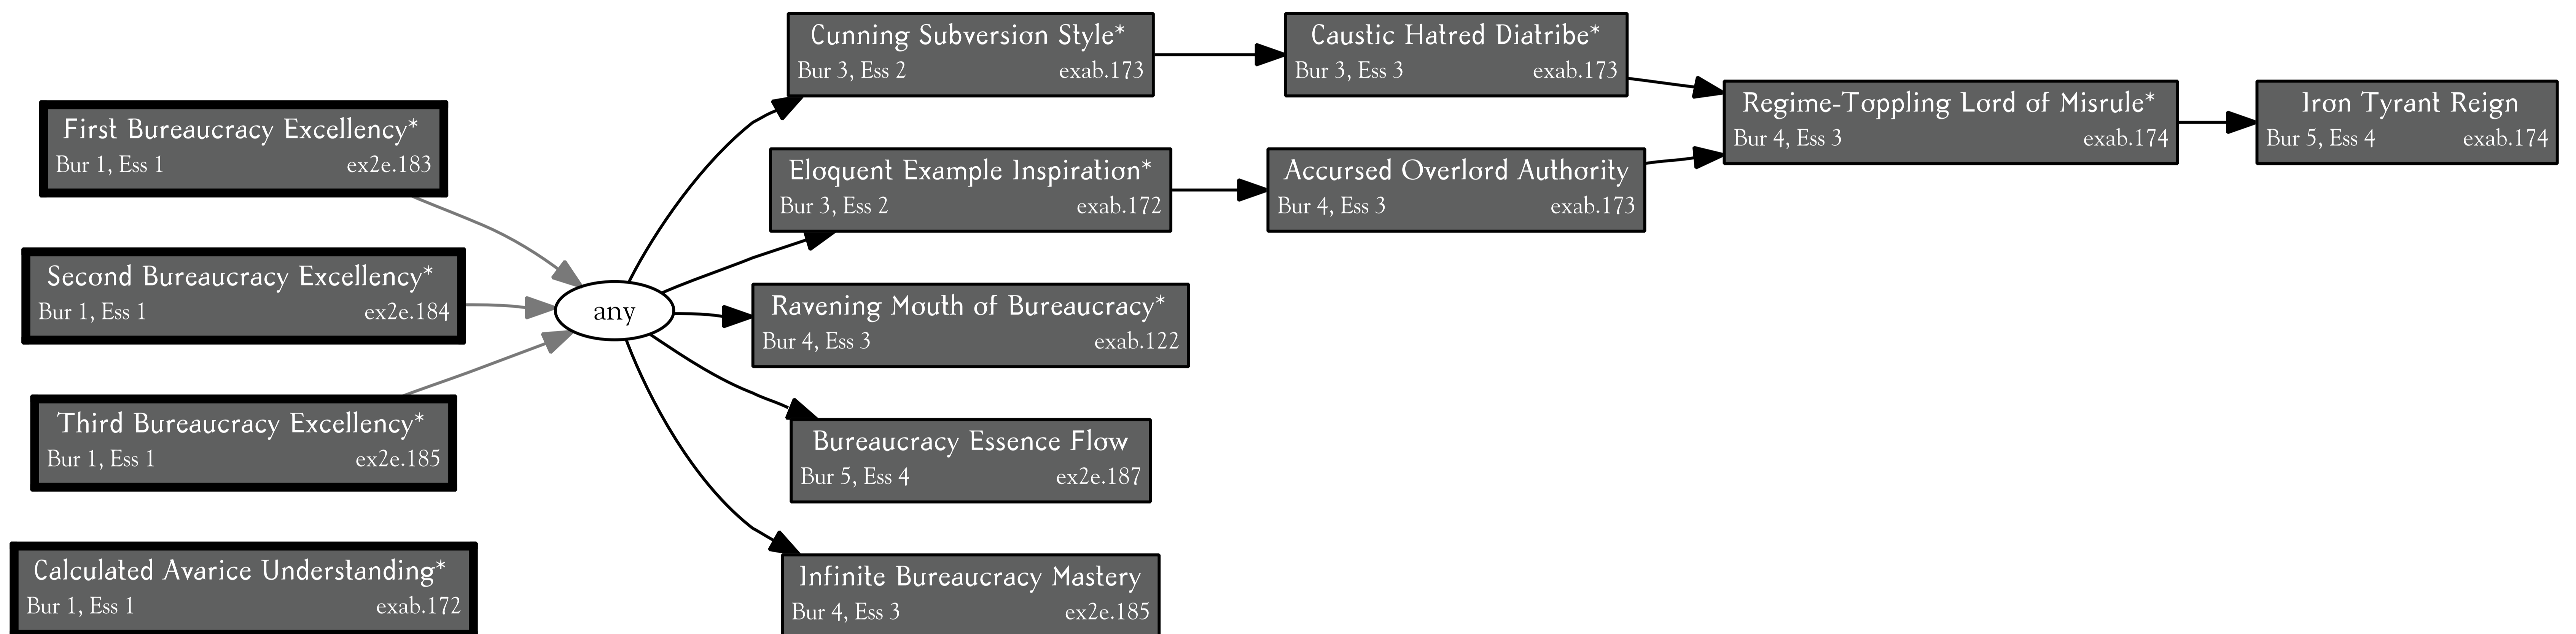 First Bureaucracy Excellency*
Bur 1, Ess 1 ex2e.183
Second Bureaucracy Excellency*
Bur 1, Ess 1 ex2e.184
Third Bureaucracy Excellency*
Bur 1, Ess 1 ex2e.185
Calculated Avarice Understanding*
Bur 1, Ess 1 exab.172
any
Cunning Subversion Style*
Bur 3, Ess 2 exab.173
Eloquent Example Inspiration*
Bur 3, Ess 2 exab.172
Ravening Mouth of Bureaucracy*
Bur 4, Ess 3 exab.122
Bureaucracy Essence Flow
Bur 5, Ess 4 ex2e.187
Infinite Bureaucracy Mastery
Bur 4, Ess 3 ex2e.185
Caustic Hatred Diatribe*
Bur 3, Ess 3 exab.173
Accursed Overlord Authority
Bur 4, Ess 3 exab.173
Regime-Toppling Lord of Misrule*
Bur 4, Ess 3 exab.174
Iron Tyrant Reign
Bur 5, Ess 4 exab.174